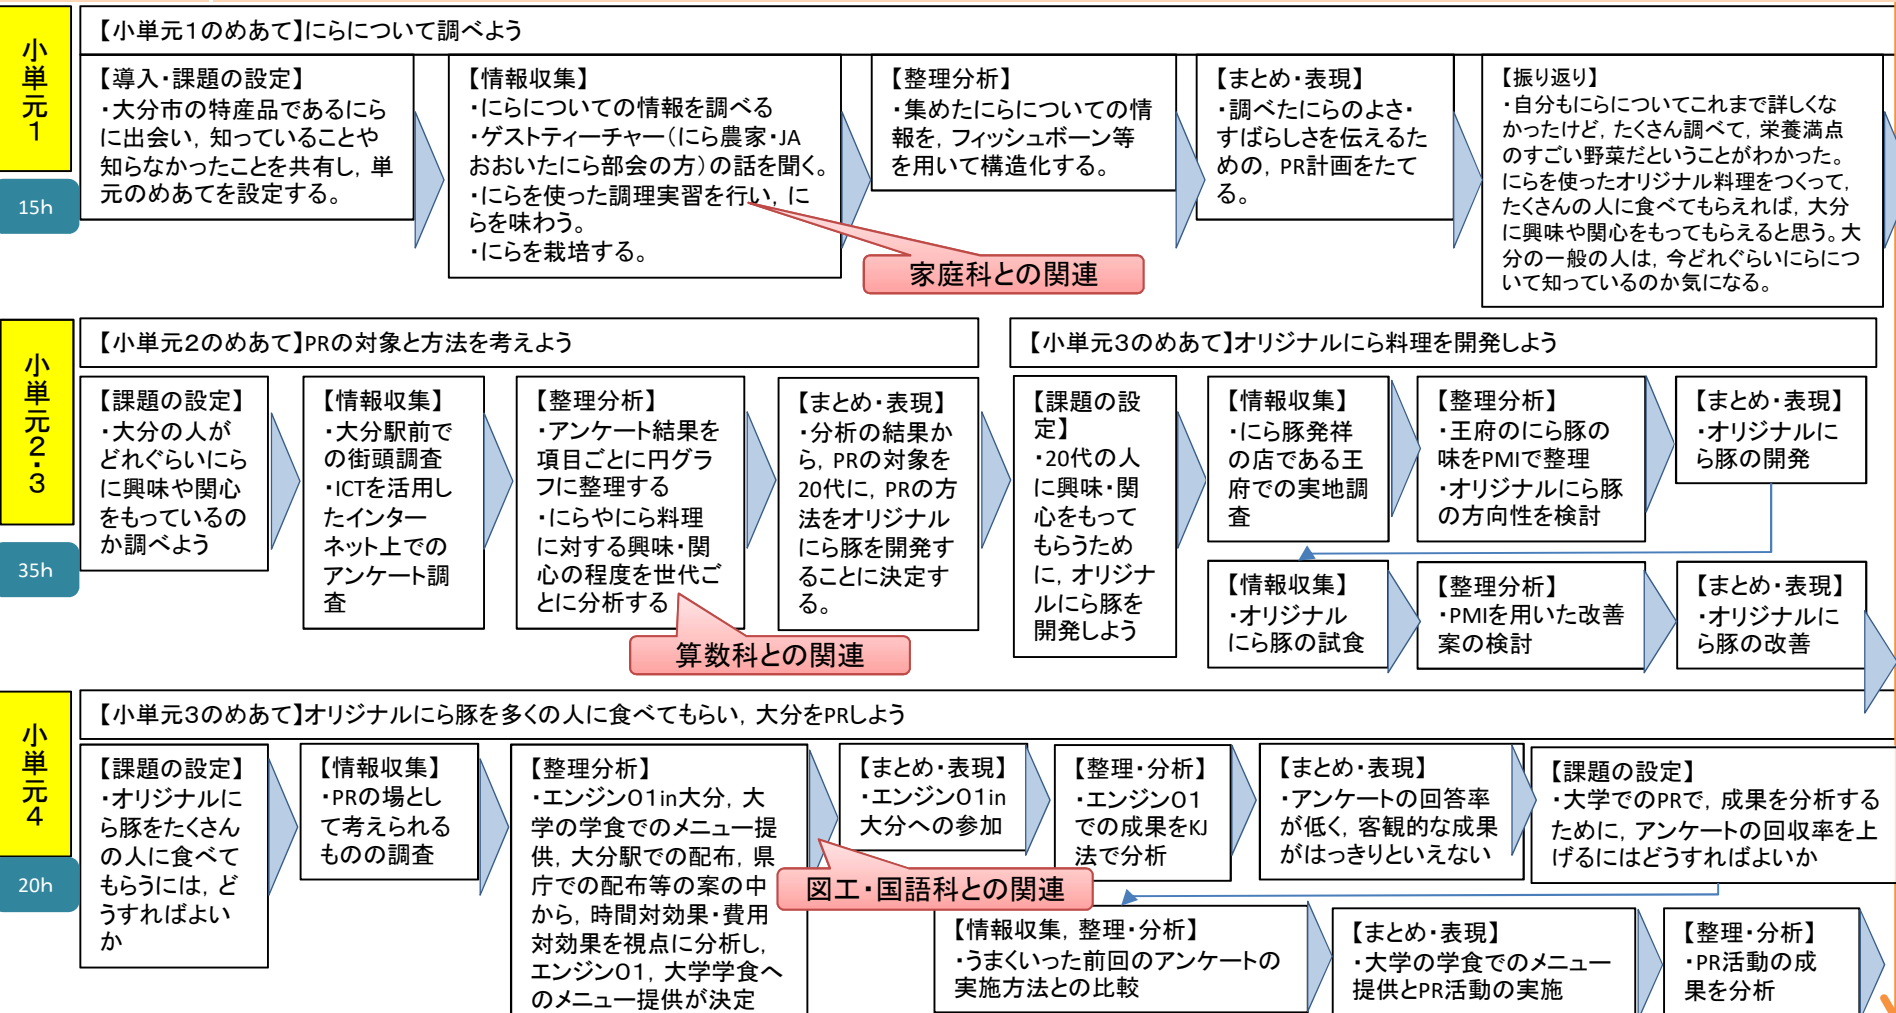 小単元1
15h
【小単元1のめあて】にらについて調べよう
【導入・課題の設定】
・大分市の特産品であるにら
に出会い，知っていることや
知らなかったことを共有し，単
元のめあてを設定する。
【情報収集】
・にらについての情報を調べる
・ゲストティーチャー（にら農家・JA
おおいたにら部会の方）の話を聞く。
・にらを使った調理実習を行い，に
らを味わう。
・にらを栽培する。
家庭科との関連
【整理分析】
・集めたにらについての情
報を，フィッシュボーン等
を用いて構造化する。
【まとめ・表現】
・調べたにらのよさ・
すばらしさを伝えるた
めの，PR計画をたて
る。
【振り返り】
・自分もにらについてこれまで詳しくな
かったけど，たくさん調べて，栄養満点
のすごい野菜だということがわかった。
にらを使ったオリジナル料理をつくって，
たくさんの人に食べてもらえれば，大分
に興味や関心をもってもらえると思う。大
分の一般の人は，今どれぐらいにらにつ
いて知っているのか気になる。
小単元2・3
35h
【小単元2のめあて】PRの対象と方法を考えよう
【課題の設定】
・大分の人が
どれぐらいにら
に興味や関心
をもっているの
か調べよう
【情報収集】
・大分駅前で
の街頭調査
・ICTを活用し
たインター
ネット上での
アンケート調
査
【整理分析】
・アンケート結果を
項目ごとに円グラ
フに整理する
・にらやにら料理
に対する興味・関
心の程度を世代ご
とに分析する
算数科との関連
【まとめ・表現】
・分析の結果か
ら，PRの対象を
20代に，PRの方
法をオリジナル
にら豚を開発す
ることに決定す
る。
【小単元3のめあて】オリジナルにら料理を開発しよう
【課題の設
定】
・20代の人
に興味・関
心をもって
もらうため
に，オリジナ
ルにら豚を
開発しよう
【情報収集】
・にら豚発祥
の店である王
府での実地調
査
【整理分析】
・王府のにら豚の
味をPMIで整理
・オリジナルにら豚
の方向性を検討
【まとめ・表現】
・オリジナルに
ら豚の開発
【情報収集】
・オリジナル
にら豚の試食
【整理分析】
・PMIを用いた改善
案の検討
【まとめ・表現】
・オリジナルに
ら豚の改善
小単元4
20h
【小単元3のめあて】オリジナルにら豚を多くの人に食べてもらい，大分をPRしよう
【課題の設定】
・オリジナルに
ら豚をたくさん
の人に食べて
もらうには，ど
うすればよい
か
【情報収集】
・PRの場とし
て考えられる
ものの調査
【整理分析】
・エンジン01in大分，大
学の学食でのメニュー提
供，大分駅での配布，県
庁での配布等の案の中
から，時間対効果・費用
対効果を視点に分析し，
エンジン01，大学学食へ
のメニュー提供が決定
図工・国語科との関連
【まとめ・表現】
・エンジン01in
大分への参加
【整理・分析】
・エンジン01
での成果をKJ
法で分析
【まとめ・表現】
・アンケートの回答率
が低く，客観的な成果
がはっきりといえない
【課題の設定】
・大学でのPRで，成果を分析する
ために，アンケートの回収率を上
げるにはどうすればよいか
【情報収集，整理・分析】
・うまくいった前回のアンケートの
実施方法との比較
【まとめ・表現】
・大学の学食でのメニュー
提供とPR活動の実施
【整理・分析】
・PR活動の成
果を分析